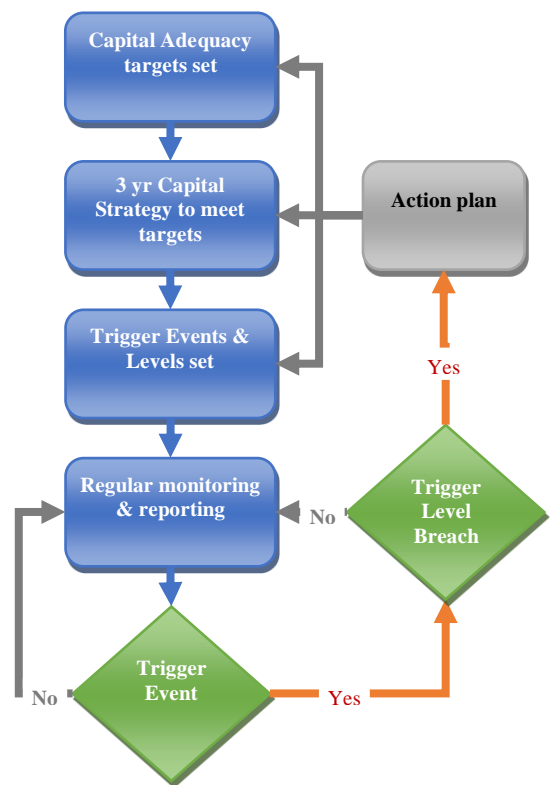 Capital Adequacy
targets set
3 yr Capital
Strategy to meet
targets
Action plan
Trigger Events &
Levels set
Yes
Regular monitoring
& reporting
No
Trigger
Level
Breach
Trigger
Event
No
Yes